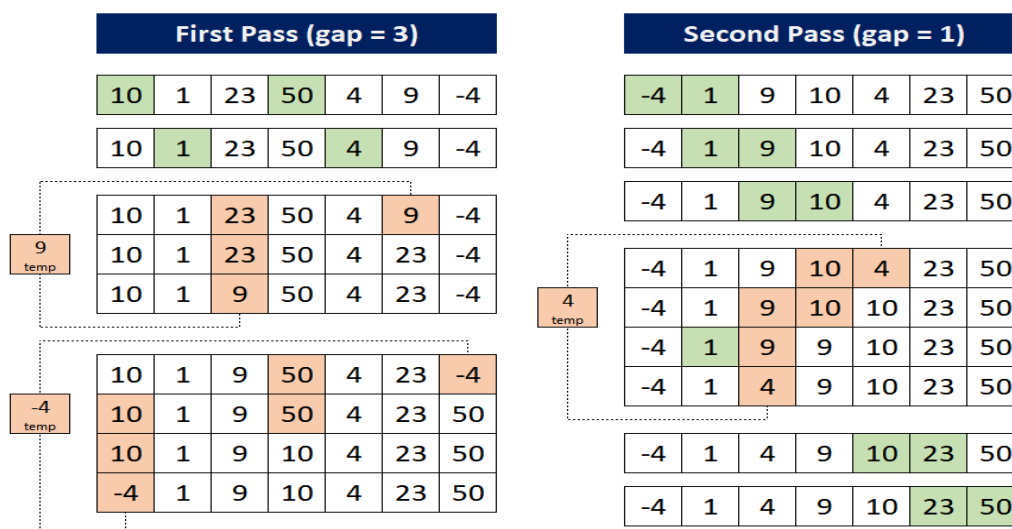 First Pass (gap = 3)
10 1 23 50 4 9 -4
10 1 23 50 4 9 -4
10 1 23 50 4 9 -4
9
temp
10 1 23 50 4 23 -4
10 1 9 50 4 23 -4
10 1 9 50 4 23 -4
-4
temp
10 1 9 50 4 23 50
10 1 9 10 4 23 50
-4 1 9 10 4 23 50
Second Pass (gap = 1)
-4 1 9 10 4 23 50
-4 1 9 10 4 23 50
-4 1 9 10 4 23 50
-4 1 9 10 4 23 50
4
temp
-4 1 9 10 10 23 50
-4 1 9 9 10 23 50
-4 1 4 9 10 23 50
-4 1 4 9 10 23 50
-4 1 4 9 10 23 50